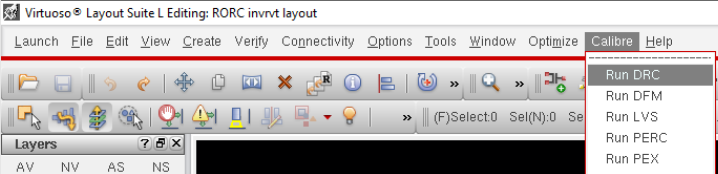 Virtuoso® Layout Suite L Editing: RORC invrvt layout
Launch File Edit View Create Verify Connectivity Options Tools Window Optimize Calibre Help
Run DRC
Run DFM
Run LVS
Run PERC
Run PEX
R
» »
» (F)Select:0 Sel(N):0 Se
Layers ?
AV NV AS NS